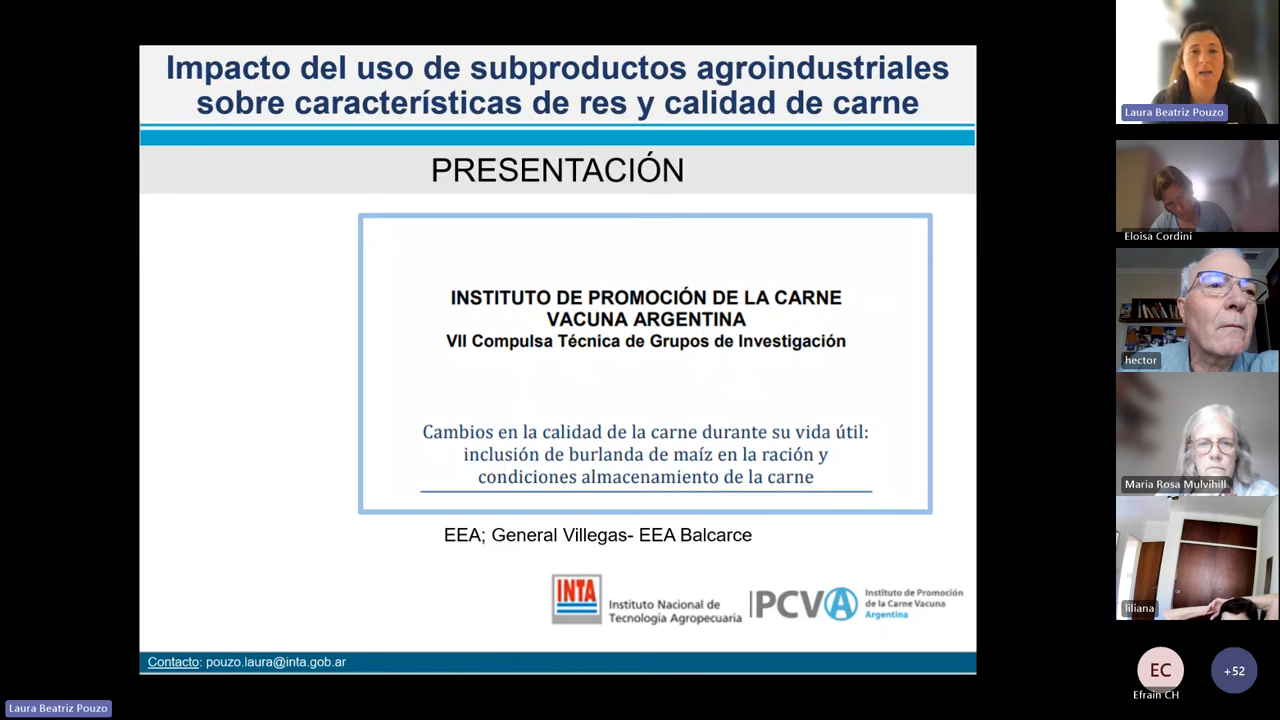 Impacto del uso de subproductos agroindustriales
sobre características de res y calidad de carne
PRESENTACIÓN
INSTITUTO DE PROMOCIÓN DE LA CARNE
VACUNA ARGENTINA
VII Compulsa Técnica de Grupos de Investigación
Cambios en la calidad de la carne durante su vida útil:
inclusión de burlanda de maíz en la ración y
condiciones almacenamiento de la carne
EEA; General Villegas- EEA Balcarce
INTA
Instituto Nacional de
Tecnología Agropecuaria
IPCVA
Instituto de Promoción
de la Carne Vacuna
Argentina
Contacto: pouzo.laura@inta.gob.ar
Laura Beatriz Pouzo
Laura Beatriz Pouzo
Eloisa Cordini
hector
Maria Rosa Mulvihill
liliana
EC
Efrain CH
+52